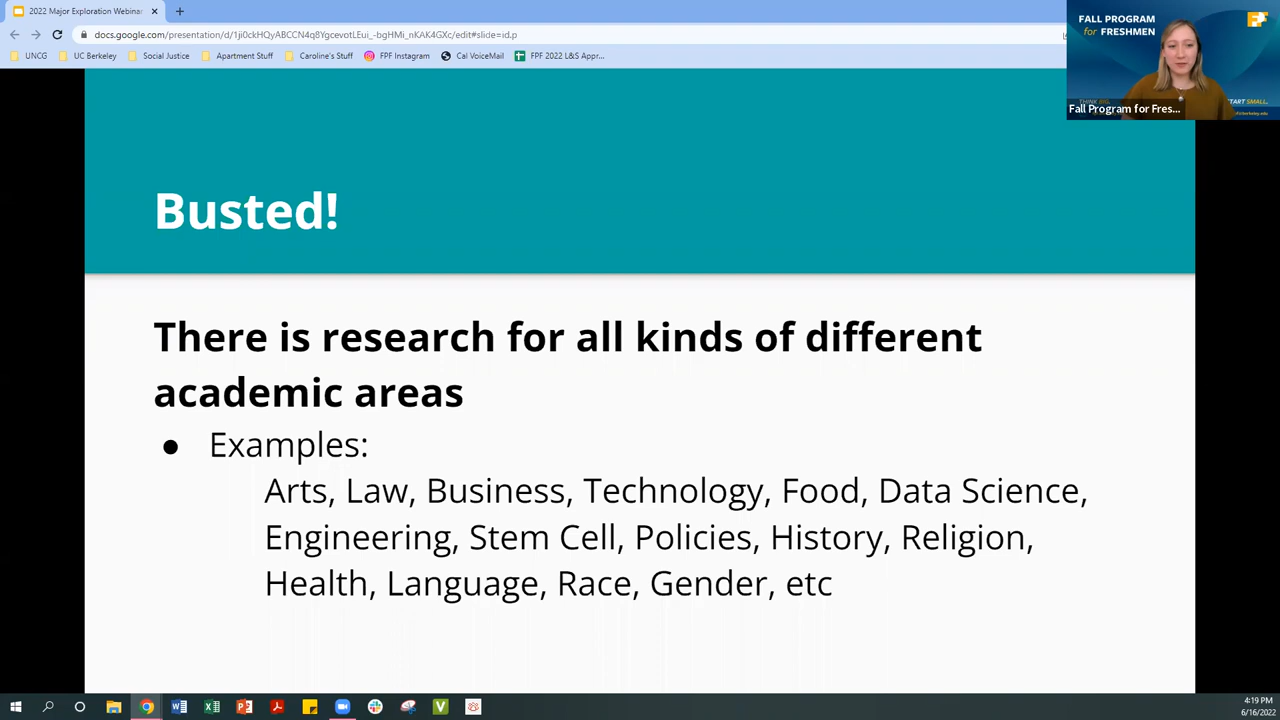 2022 Major Exploration Webinar
docs.google.com/presentation/d/1ji0ckHQyABCCN4q8YgcevotLEui_-bgHMi_nKAK4GXc/edit#slide=id.p
UNCG
UC Berkeley
Social Justice
Apartment Stuff
Caroline's Stuff
FPF Instagram
Cal VoiceMail
FPF 2022 L&S Appr...
FALL PROGRAM
for FRESHMEN
START SMALL.
Fall Program for Fres...
Busted!
There is research for all kinds of different
academic areas
● Examples:
Arts, Law, Business, Technology, Food, Data Science,
Engineering, Stem Cell, Policies, History, Religion,
Health, Language, Race, Gender, etc
4:19 PM
6/16/2022